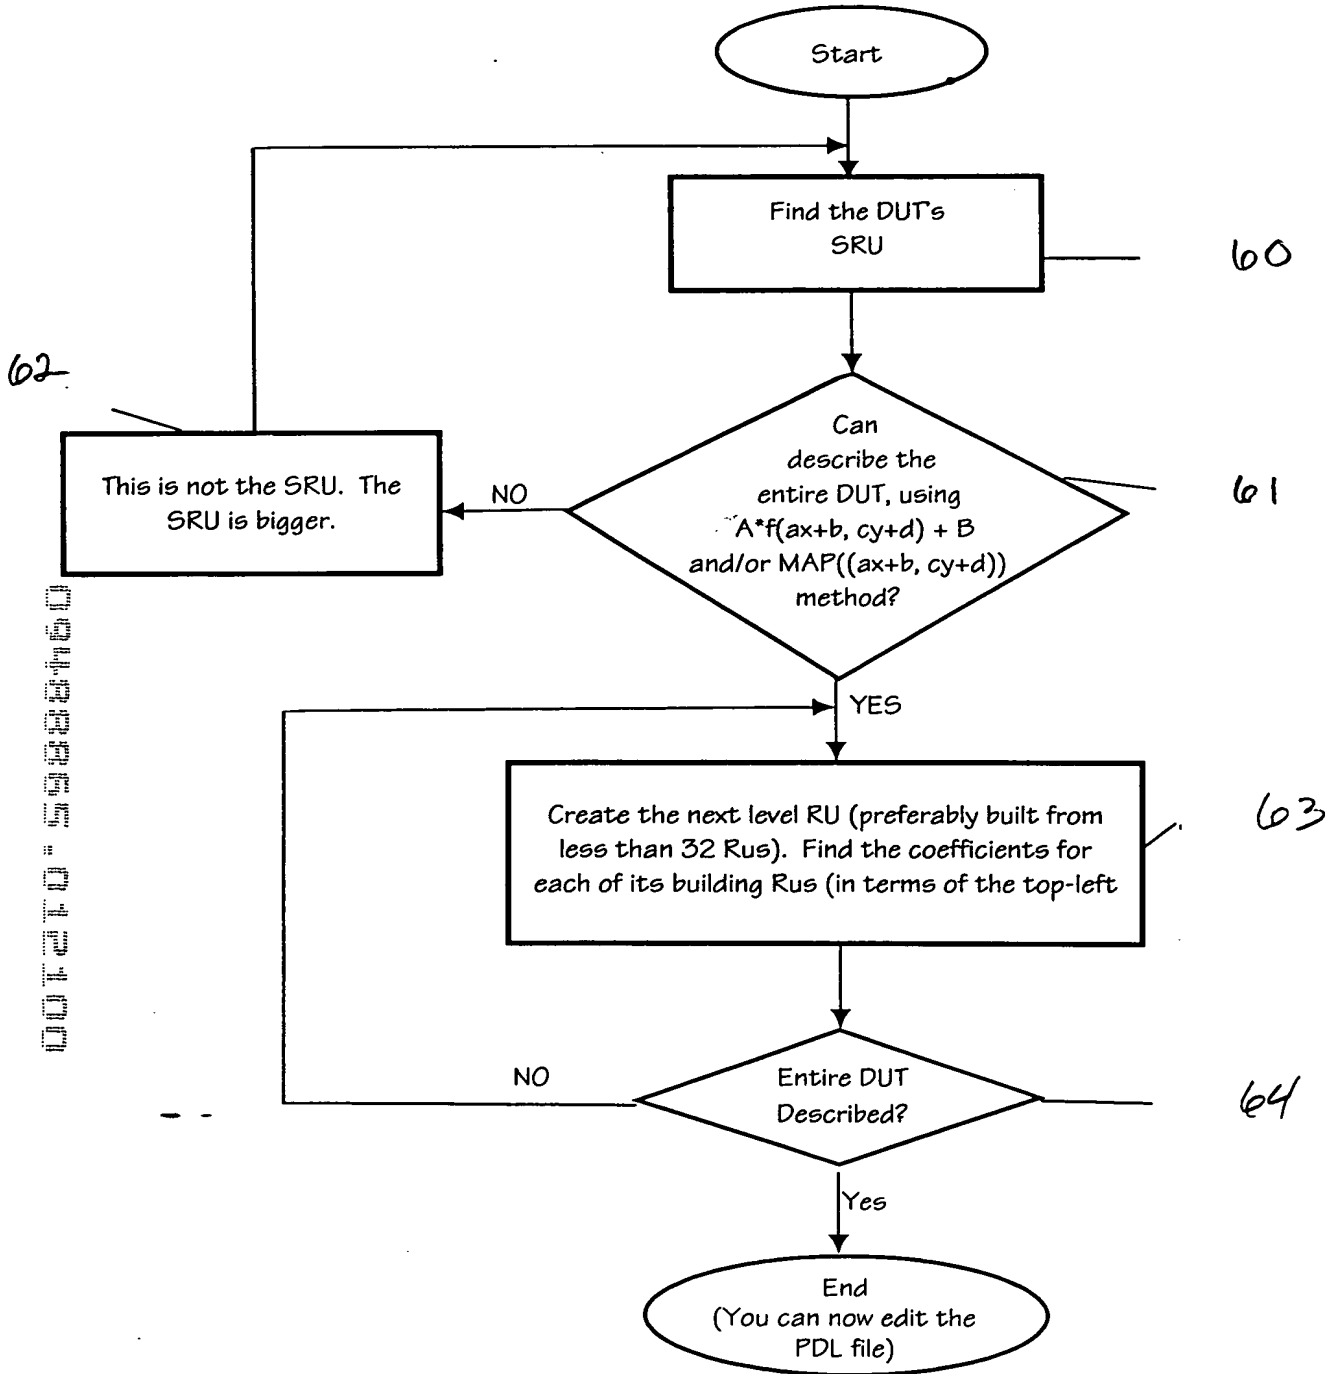 Start
Find the DUT's
SRU
60
62
Can
describe the
entire DUT, using
A*f(ax+b, cy+d) + B
and/or MAP((ax+b, cy+d))
method?
61
NO
This is not the SRU. The
SRU is bigger.
YES
Create the next level RU (preferably built from
less than 32 Rus). Find the coefficients for
each of its building Rus (in terms of the top-left
63
NO
Entire DUT
Described?
64
Yes
End
(You can now edit the
PDL file)
09488865.012100